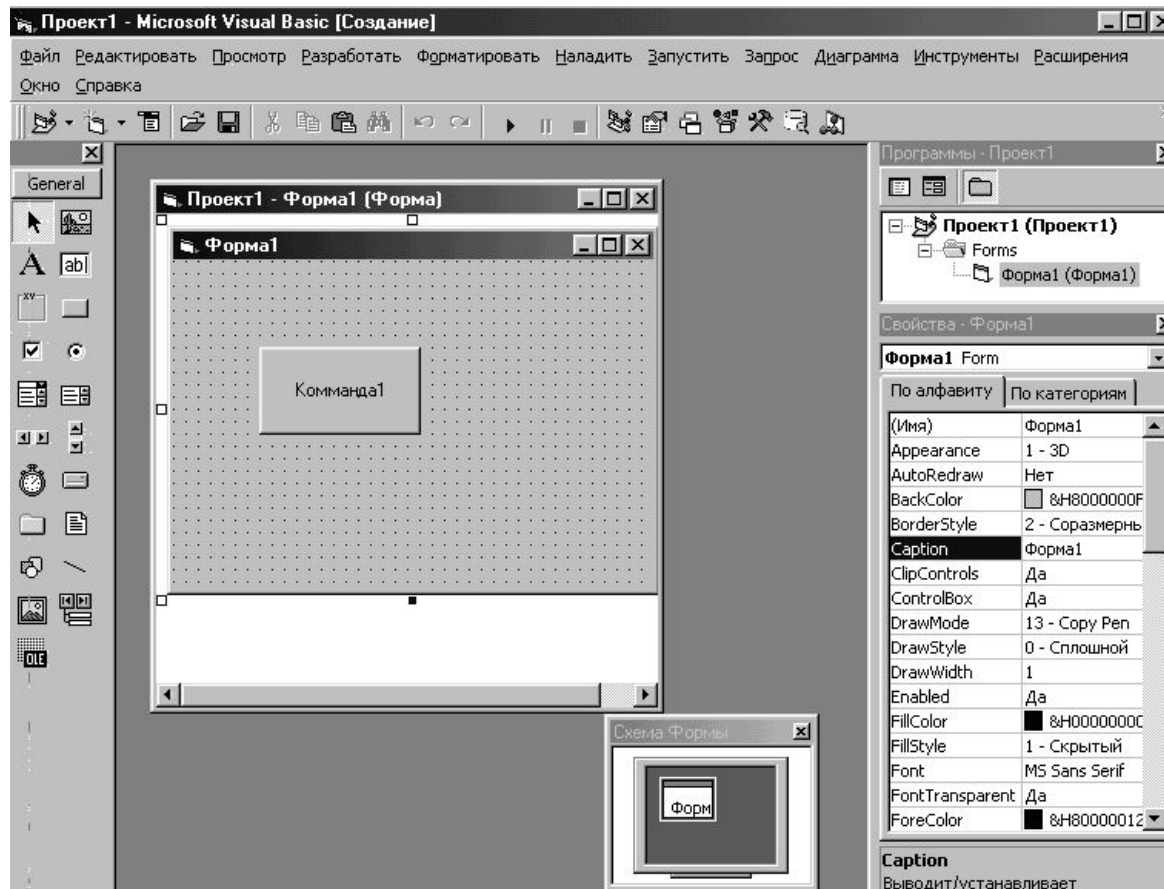 Проект1 - Microsoft Visual Basic [Создание]
Файл Редактировать Просмотр Разработать Форматировать Наладить Запустить Запрос Диаграмма Инструменты Расширения
Окно Справка
General
A ab
XY
OLE
Проект1 - Форма1 (Форма)
Форма1
Комманда1
Схема Формы
Форм
Программы - Проект1
Проект1 (Проект1)
Forms
Форма1 (Форма1)
Свойства - Форма1
Форма1 Form
По алфавиту По категориям
(Имя) Форма1
Appearance 1 - 3D
AutoRedraw Нет
BackColor &H8000000F
BorderStyle 2 - Соразмернь
Caption Форма1
ClipControls Да
ControlBox Да
DrawMode 13 - Copy Pen
DrawStyle 0 - Сплошной
DrawWidth 1
Enabled Да
FillColor &H0000000C
FillStyle 1 - Скрытый
Font MS Sans Serif
FontTransparent Да
ForeColor &H80000012
Caption
Выводит/устанавливает